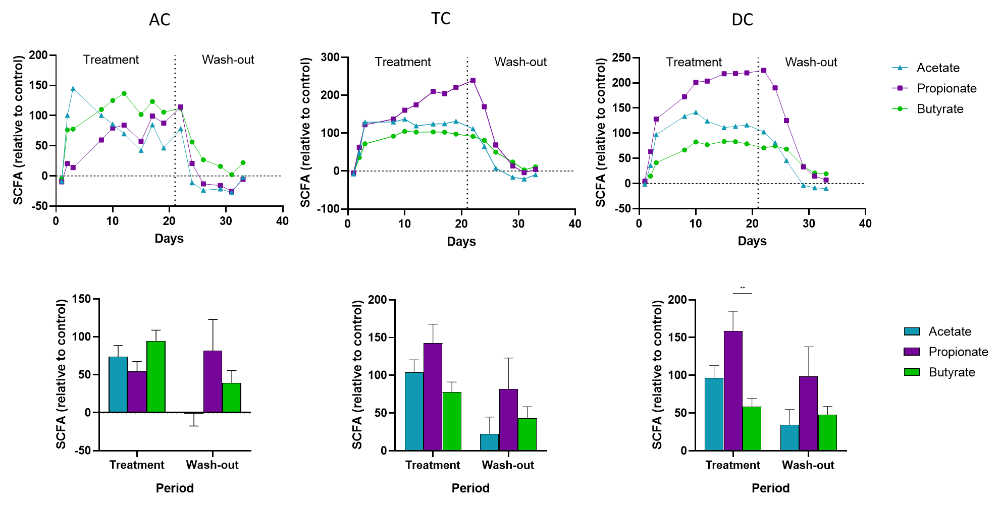 AC
TC
DC
SCFA (relative to control)
200
150
100
50
0
-50
Treatment
Wash-out
0
10
20
30
40
Days
SCFA (relative to control)
300
200
100
0
-100
Treatment
Wash-out
0
10
20
30
40
Days
SCFA (relative to control)
250
200
150
100
50
0
-50
Treatment
Wash-out
0
10
20
30
40
Days
Acetate
Propionate
Butyrate
SCFA (relative to control)
150
100
50
0
-50
Treatment
Wash-out
Period
SCFA (relative to control)
200
150
100
50
0
Treatment
Wash-out
Period
SCFA (relative to control)
200
150
100
50
0
**
Treatment
Wash-out
Period
Acetate
Propionate
Butyrate